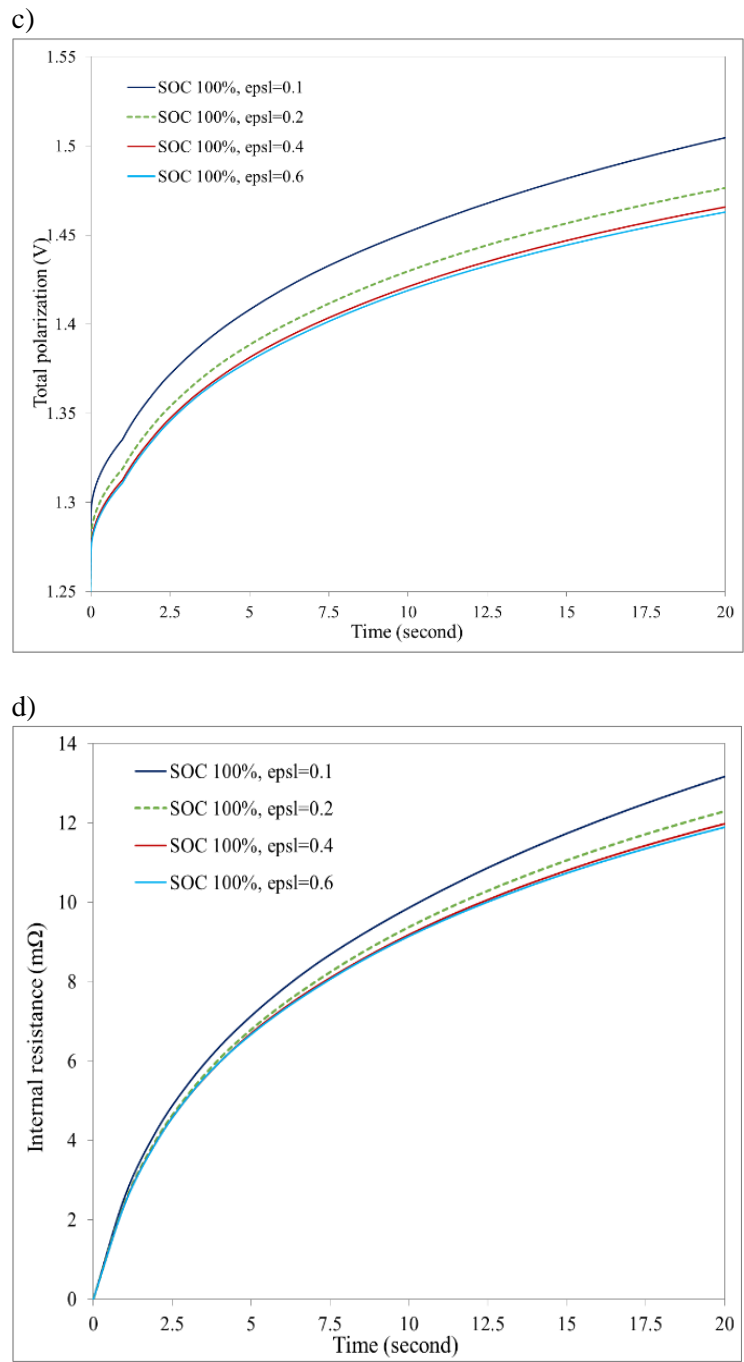 c)
1.55
SOC 100%, epsl=0.1
SOC 100%, epsl=0.2
1.5
SOC 100%, epsl=0.4
SOC 100%, epsl=0.6
1.45
Total polarization (V)
1.4
1.35
1.3
1.25
0 2.5 5 7.5 10 12.5 15 17.5 20
Time (second)
d)
14
SOC 100%, epsl=0.1
12
SOC 100%, epsl=0.2
SOC 100%, epsl=0.4
10
SOC 100%, epsl=0.6
Internal resistance (mΩ)
8
6
4
2
0
0 2.5 5 7.5 10 12.5 15 17.5 20
Time (second)